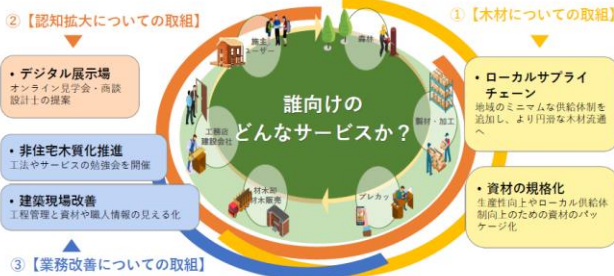 ②【認知拡大についての取組】
①【木材についての取組】
• デジタル展示場
オンライン見学会・商談
設計士の提案
• 非住宅木質化推進
工法やサービスの勉強会を開催
• 建築現場改善
工程管理と資材や職人情報の見える化
③【業務改善についての取組】
施主
ユーザー
森林
誰向けの
どんなサービスか？
工務店
建設会社
製材・加工
プレカット
• ローカルサプライ
チェーン
地域のミニマムな供給体制を
追加し、より円滑な木材流通
へ
• 資材の規格化
生産性向上やローカル供給体
制向上のための資材のパッ
ケージ化